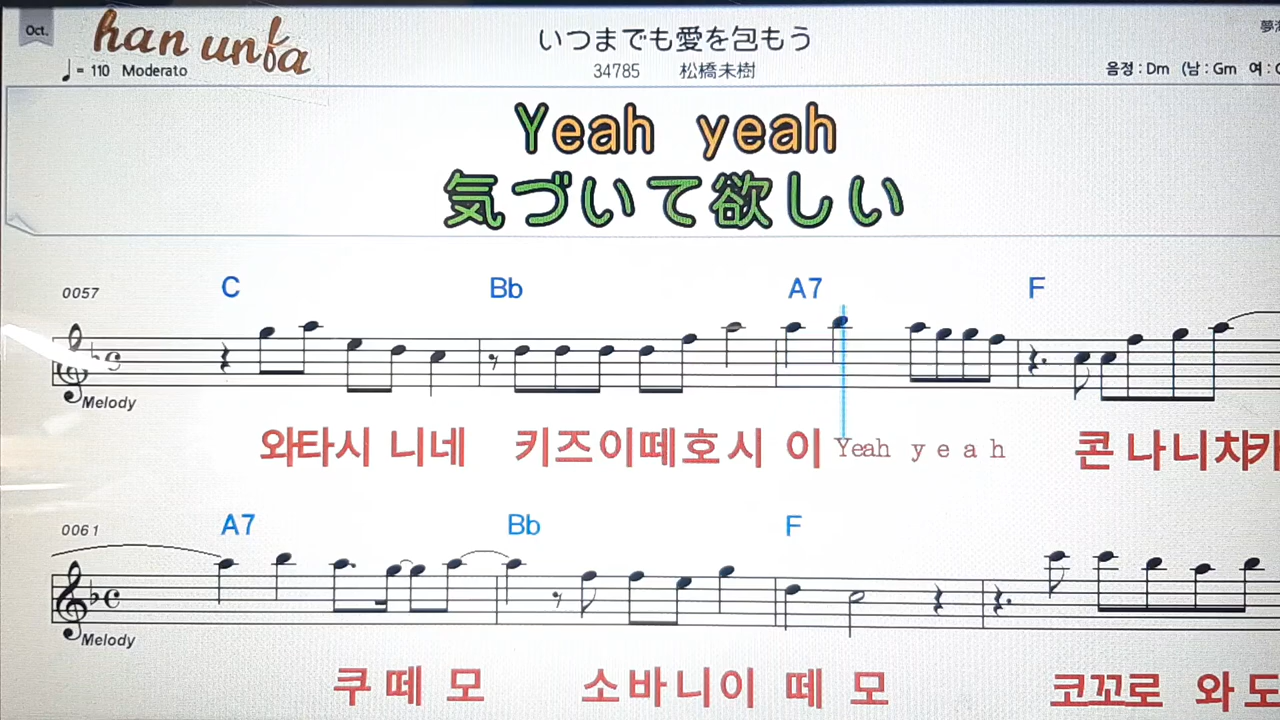 Oct.
han unfa
♩= 110 Moderato
いつまでも愛を包もう
34785 松橋未樹
음정 : Dm (남 : Gm 여 :
Yeah yeah
気づいて欲しい
0057 C Bb A7 F
Melody
와타시 니네 키즈이떼호시 이 Yeah yeah 콘나니차카
0061 A7 Bb F
Melody
쿠떼모 소바니이떼모 코꼬로 와도